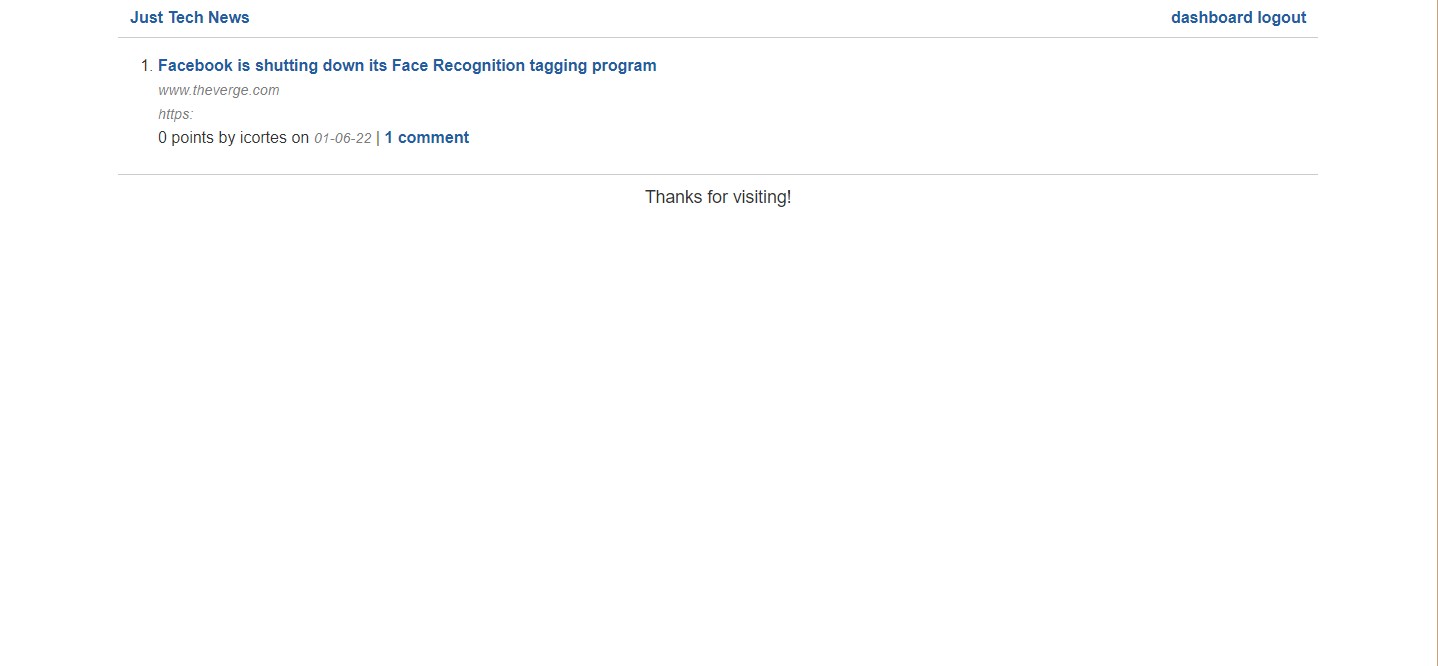 Just Tech News dashboard logout
1. Facebook is shutting down its Face Recognition tagging program
www.theverge.com
https:
0 points by icortes on 01-06-22 | 1 comment
Thanks for visiting!